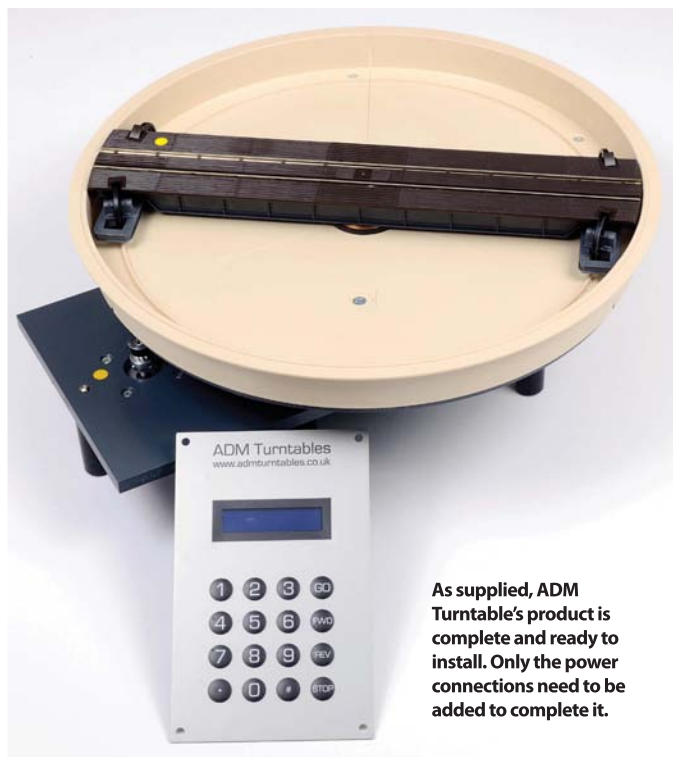 ADM Turntables
www.admturntables.co.uk
1 2 3 GO
4 5 6 FWD
7 8 9 REV
0 # STOP
As supplied, ADM
Turntable's product is
complete and ready to
install. Only the power
connections need to be
added to complete it.